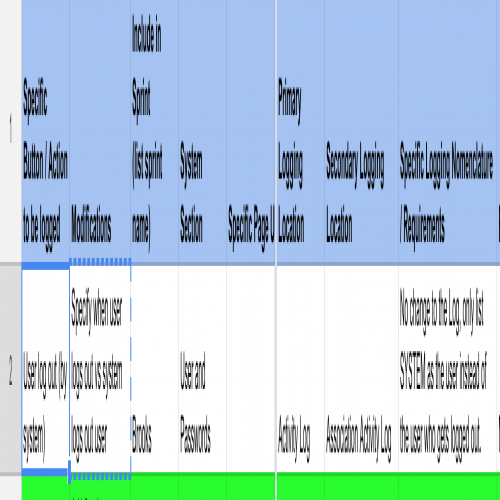 1
Specific
Button / Action
to be logged
Modifications
Include in
Sprint
(list sprint
name)
System
Section
Specific Page U
Primary
Logging
Location
Secondary Logging
Location
Specific Logging Nomenclature
/ Requirements
2
User log out (by
system)
Specify when user
logs out vs system
logs out user
Brooks
User and
Passwords
Activity Log
Association Activity Log
No change to the Log, only list
SYSTEM as the user instead of
the user who gets logged out.